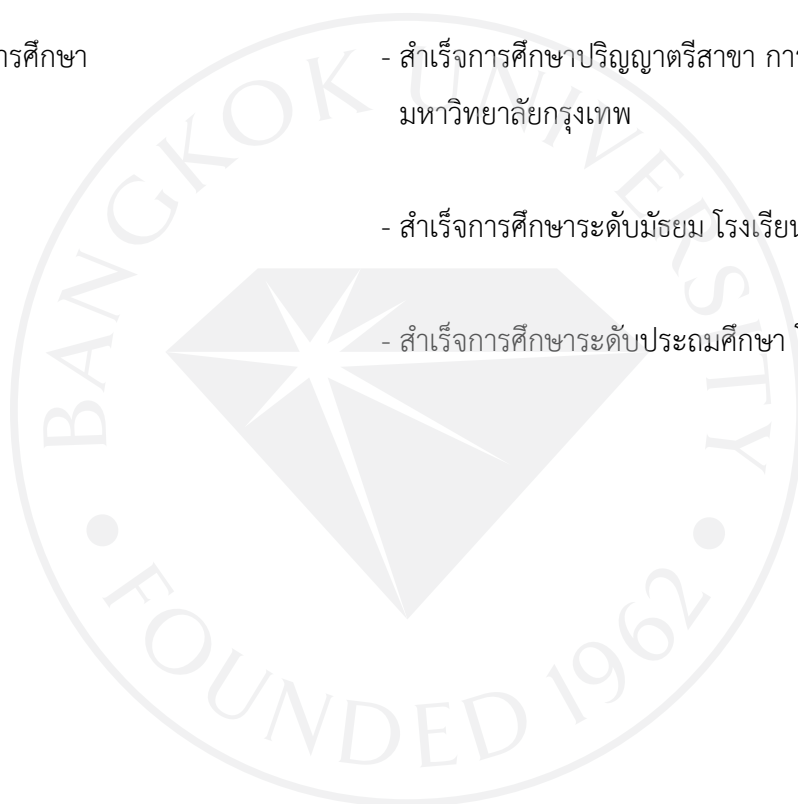 รศึกษา - สำเร็จการศึกษาปริญญาตรีสาขา การ
มหาวิทยาลัยกรุงเทพ
- สำเร็จการศึกษาระดับมัธยม โรงเรียน
- สำเร็จการศึกษาระดับประถมศึกษา
BANGKOK UNIVERSITY
FOUNDED 1962